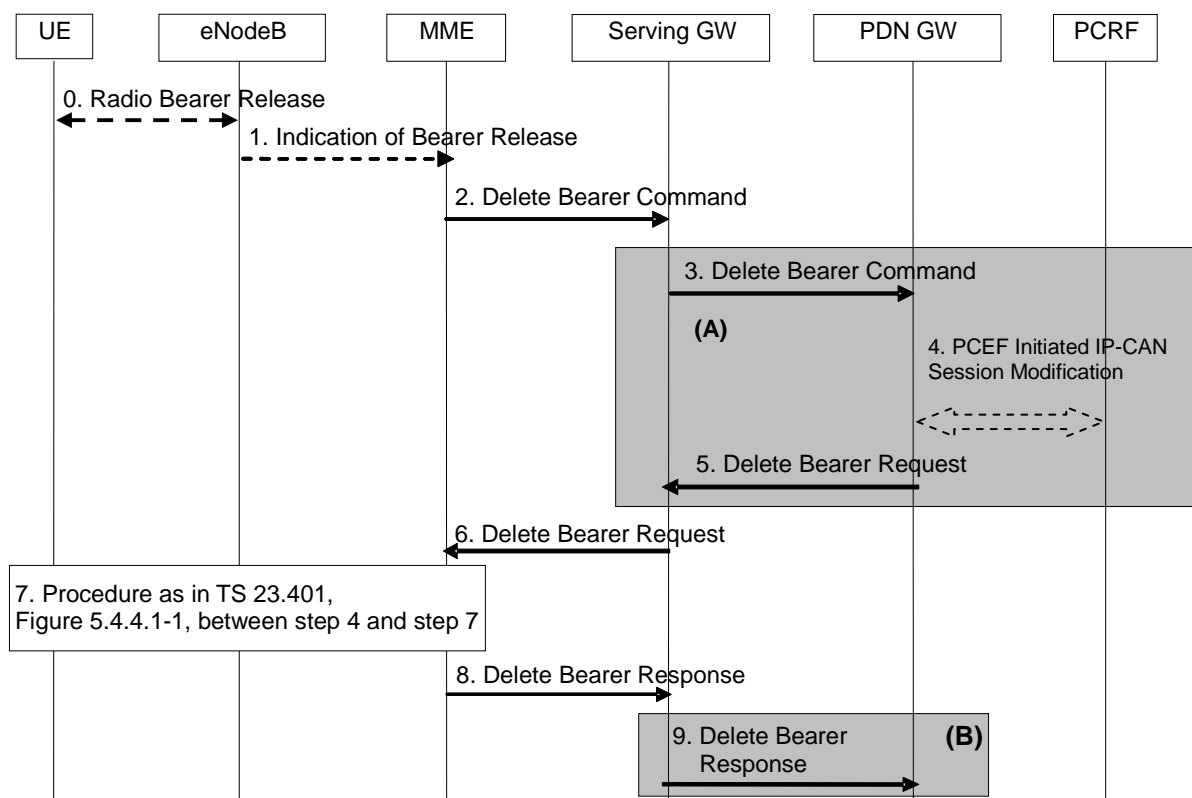 UE
eNodeB
MME
Serving GW
PDN GW
PCRF
0. Radio Bearer Release
1. Indication of Bearer Release
2. Delete Bearer Command
3. Delete Bearer Command
(A)
4. PCEF Initiated IP-CAN
Session Modification
5. Delete Bearer Request
6. Delete Bearer Request
7. Procedure as in TS 23.401,
Figure 5.4.4.1-1, between step 4 and step 7
8. Delete Bearer Response
9. Delete Bearer
Response
(B)